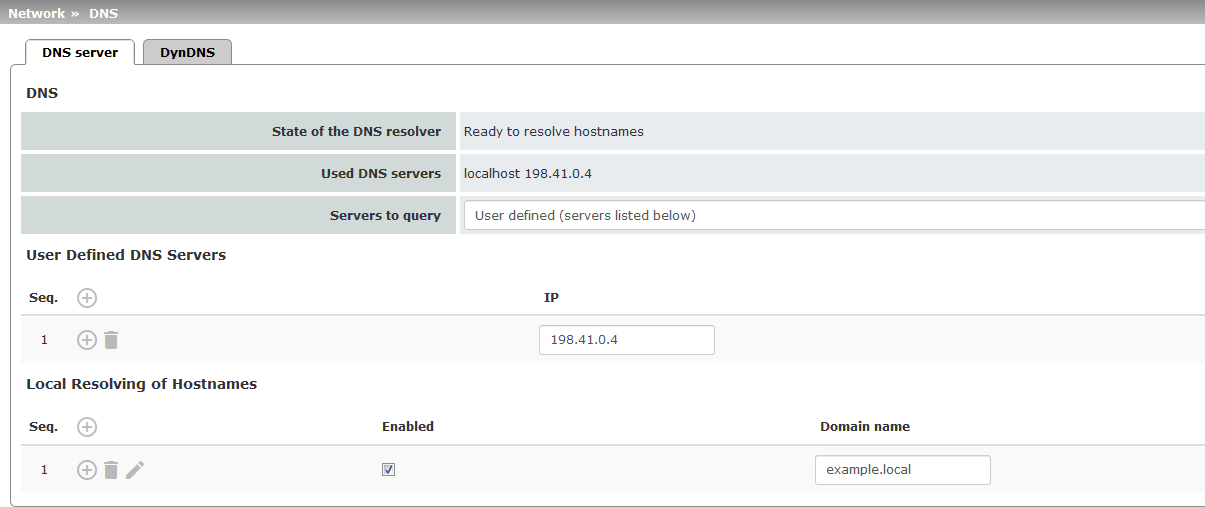 Network » DNS
DNS server DynDNS
DNS
State of the DNS resolver Ready to resolve hostnames
Used DNS servers localhost 198.41.0.4
Servers to query User defined (servers listed below)
User Defined DNS Servers
Seq. IP
1 198.41.0.4
Local Resolving of Hostnames
Seq. Enabled Domain name
1 example.local